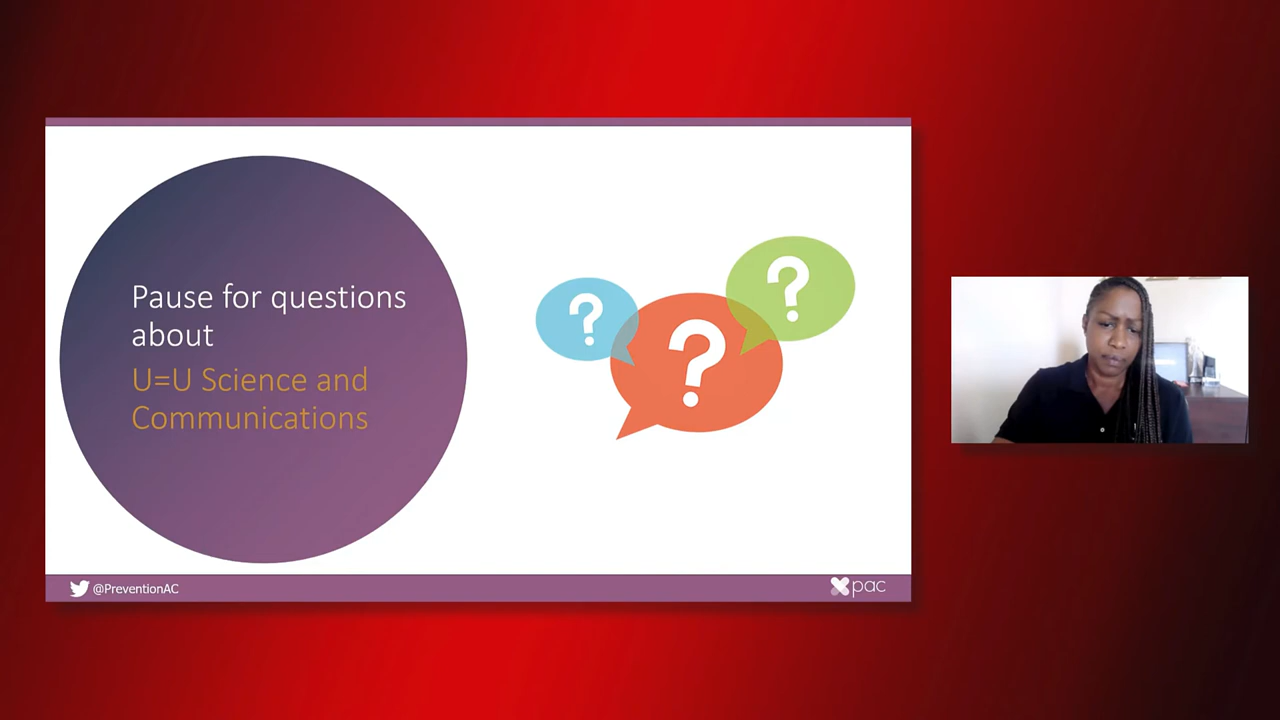 Pause for questions
about
U=U Science and
Communications
? ? ?
@PreventionAC
pac